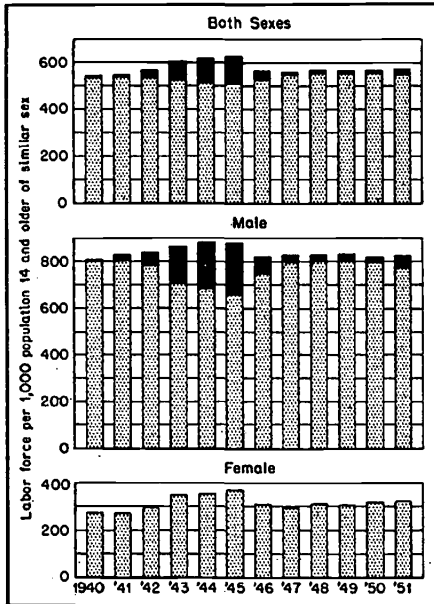 Both Sexes
600
400
200
0
Male
800
600
400
200
0
Female
400
200
0
Labor force per 1,000 population 14 and older of similar sex
1940 '41 '42 '43 '44 '45 '46 '47 '48 '49 '50 '51